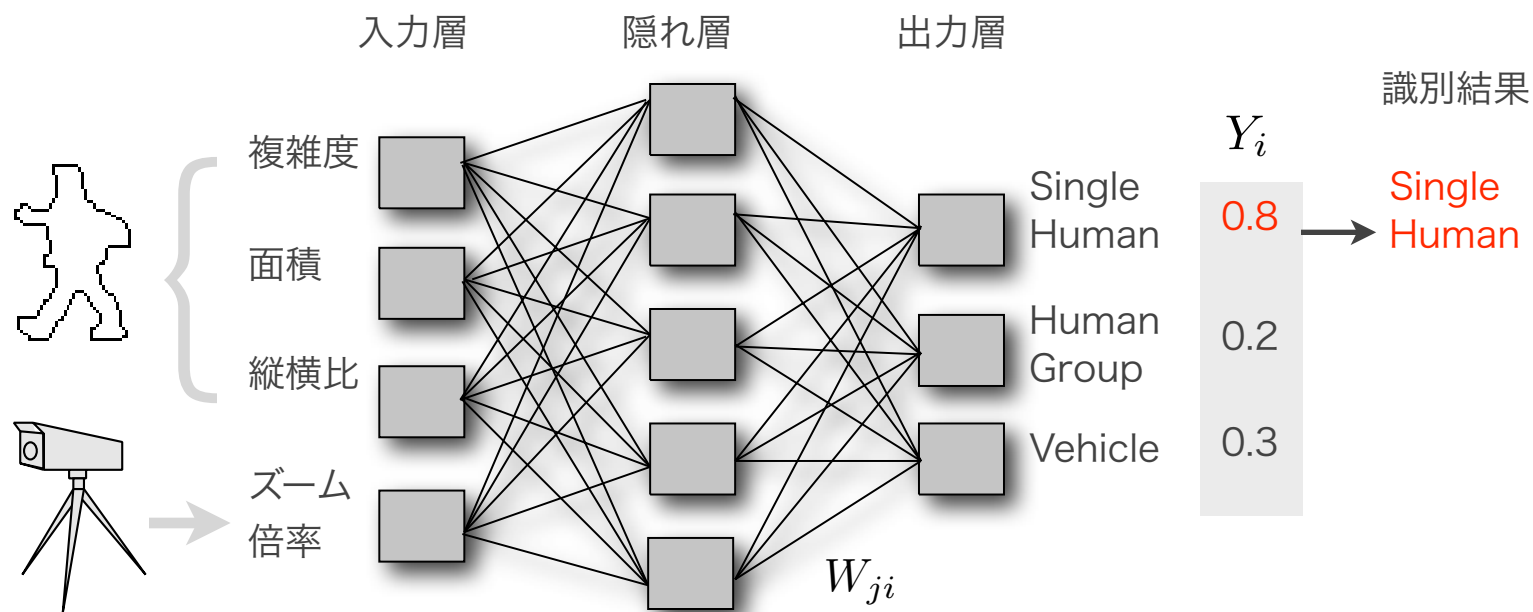 入力層
隠れ層
出力層
識別結果
Y_i
複雑度
面積
縦横比
ズーム
倍率
Single
Human
Human
Group
Vehicle
0.8
0.2
0.3
Single
Human
W_{ji}